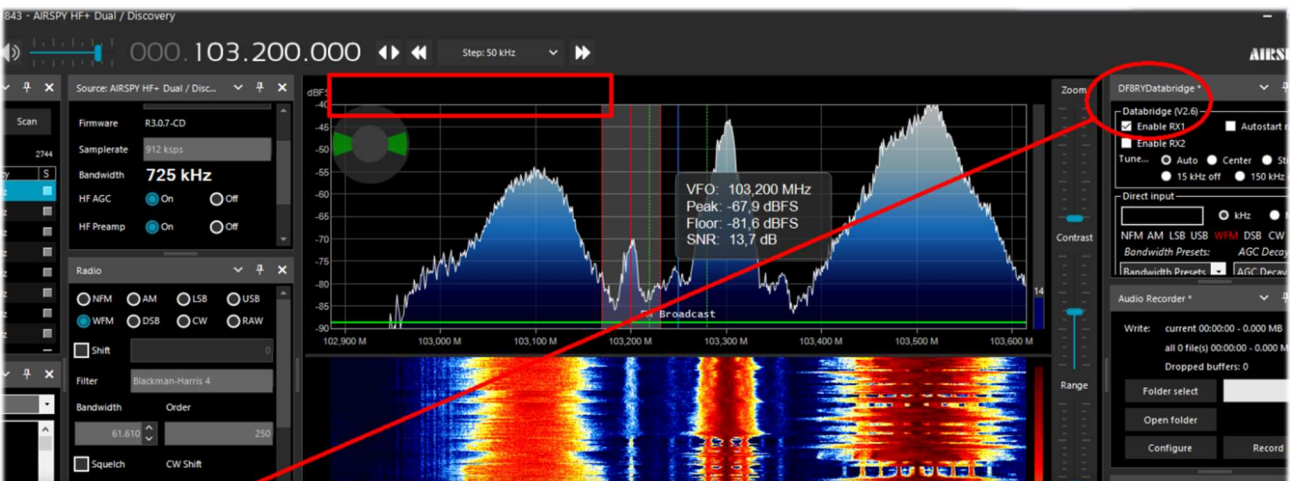 843 - AIRSPY HF+ Dual / Discovery
000.103.200.000
Step: 50 kHz
Scan
2744
S
Source: AIRSPY HF+ Dual / Disc...
Firmware R3.0.7-CD
Samplerate 912 ksps
Bandwidth 725 kHz
HF AGC On Off
HF Preamp On Off
Radio
NFM AM LSB USB
WFM DSB CW RAW
Shift 0
Filter Blackman-Harris 4
Bandwidth Order
61.610 250
Squelch CW Shift
dBFS
-40
-45
-50
-55
-60
-65
-70
-75
-80
-85
-90
VFO: 103,200 MHz
Peak: -67,9 dBFS
Floor: -81,6 dBFS
SNR: 13,7 dB
14
Broadcast
102,900 M 103,000 M 103,100 M 103,200 M 103,300 M 103,400 M 103,500 M 103,600 M
Zoom
Contrast
Range
DF8RYDatabridge *
Databridge (V2.6)
Enable RX1 Autostart
Enable RX2
Tune... Auto Center
15 kHz off 150 kHz
Direct input
kHz
NFM AM LSB USB WFM DSB CW
Bandwidth Presets: AGC Decay
Bandwidth Presets AGC Decay
Audio Recorder *
Write: current 00:00:00 - 0.000 MB
all 0 file(s) 00:00:00 - 0.000 M
Dropped buffers: 0
Folder select
Open folder
Configure Record